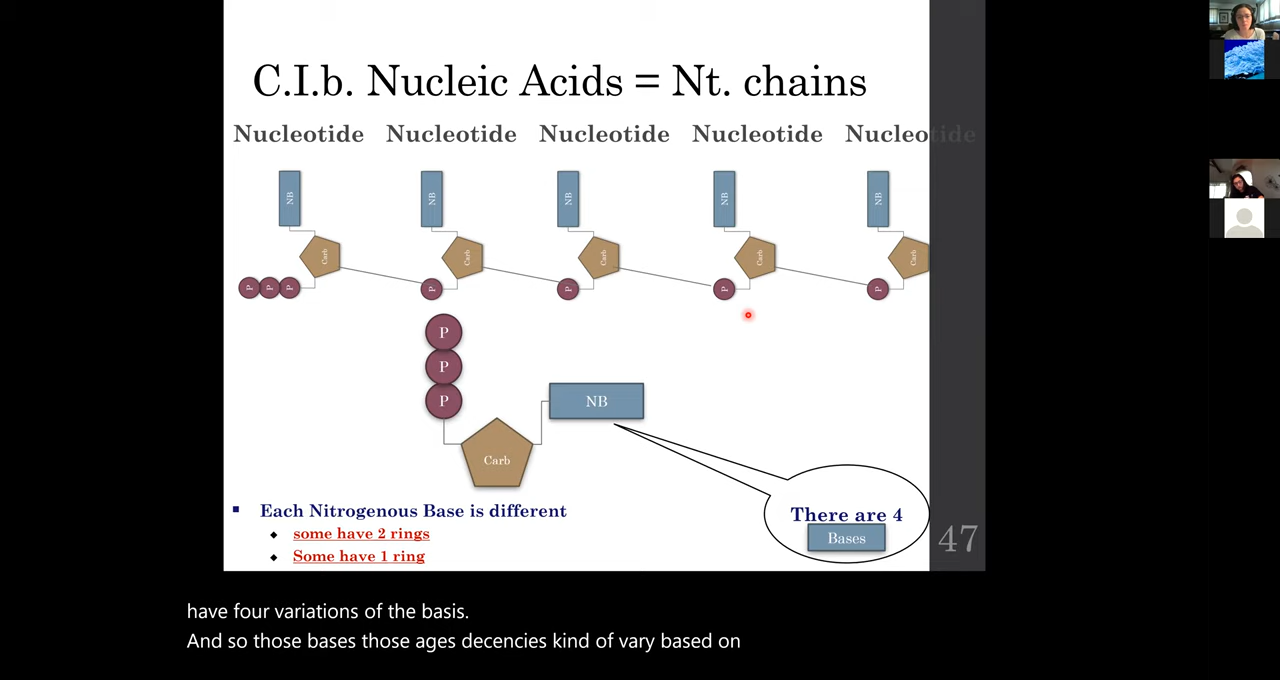 C.I.b. Nucleic Acids = Nt. chains
Nucleotide Nucleotide Nucleotide Nucleotide Nucleotide
NB NB NB NB NB
Carb Carb Carb Carb Carb
P P P P P P P
P
P
P
NB
Carb
Each Nitrogenous Base is different
some have 2 rings
Some have 1 ring
There are 4
Bases
47
have four variations of the basis.
And so those bases those ages decencies kind of vary based on